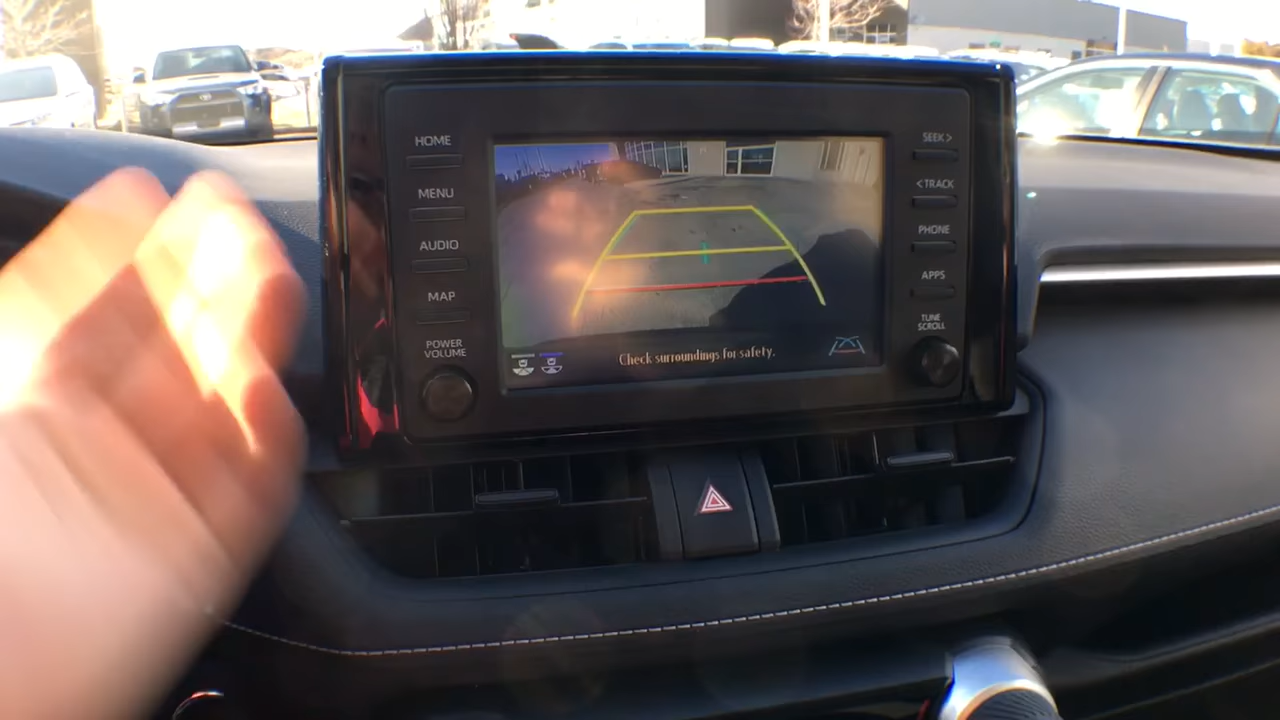 HOME
MENU
AUDIO
MAP
POWER
VOLUME
SEEK >
< TRACK
PHONE
APPS
TUNE
SCROLL
Check surroundings for safety.